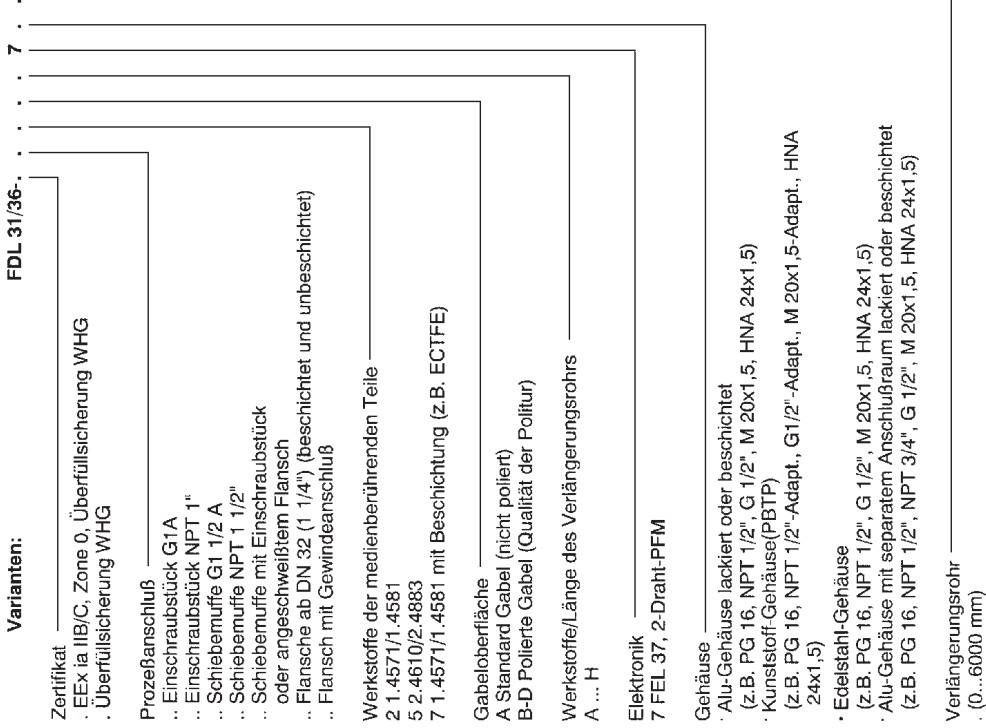 Varianten: FDL 31/36-. . . . . 7 . .
Zertifikat
. EEx ia IIB/C, Zone 0, Überfüllsicherung WHG
. Überfüllsicherung WHG
Prozeßanschluß
.. Einschraubstück G1A
.. Einschraubstück NPT 1"
.. Schiebemuffe G1 1/2 A
.. Schiebemuffe NPT 1 1/2"
.. Schiebemuffe mit Einschraubstück
oder angeschweißtem Flansch
.. Flansche ab DN 32 (1 1/4") (beschichtet und unbeschichtet)
.. Flansch mit Gewindeanschluß
Werkstoffe der medienberührenden Teile
2 1.4571/1.4581
5 2.4610/2.4883
7 1.4571/1.4581 mit Beschichtung (z.B. ECTFE)
Gabeloberfläche
A Standard Gabel (nicht poliert)
B-D Polierte Gabel (Qualität der Politur)
Werkstoffe/Länge des Verlängerungsrohrs
A ... H
Elektronik
7 FEL 37, 2-Draht-PFM
Gehäuse
· Alu-Gehäuse lackiert oder beschichtet
(z.B. PG 16, NPT 1/2", G 1/2", M 20x1,5, HNA 24x1,5)
· Kunststoff-Gehäuse(PBTP)
(z.B. PG 16, NPT 1/2"-Adapt., G1/2"-Adapt., M 20x1,5-Adapt., HNA
24x1,5)
· Edelstahl-Gehäuse
(z.B. PG 16, NPT 1/2", G 1/2", M 20x1,5, HNA 24x1,5)
· Alu-Gehäuse mit separatem Anschlußraum lackiert oder beschichtet
(z.B. PG 16, NPT 1/2", NPT 3/4", G 1/2", M 20x1,5, HNA 24x1,5)
Verlängerungsrohr
. (0...6000 mm)